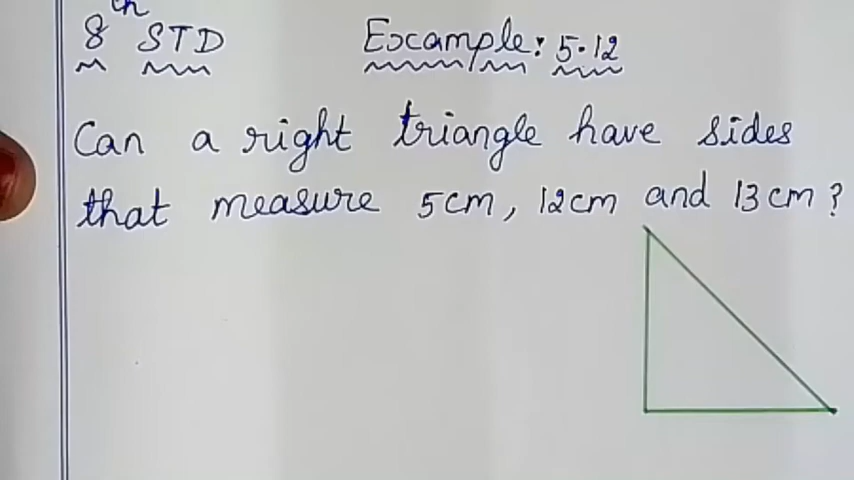 8th STD Example: 5.12
Can a right triangle have sides
that measure 5cm, 12cm and 13cm?